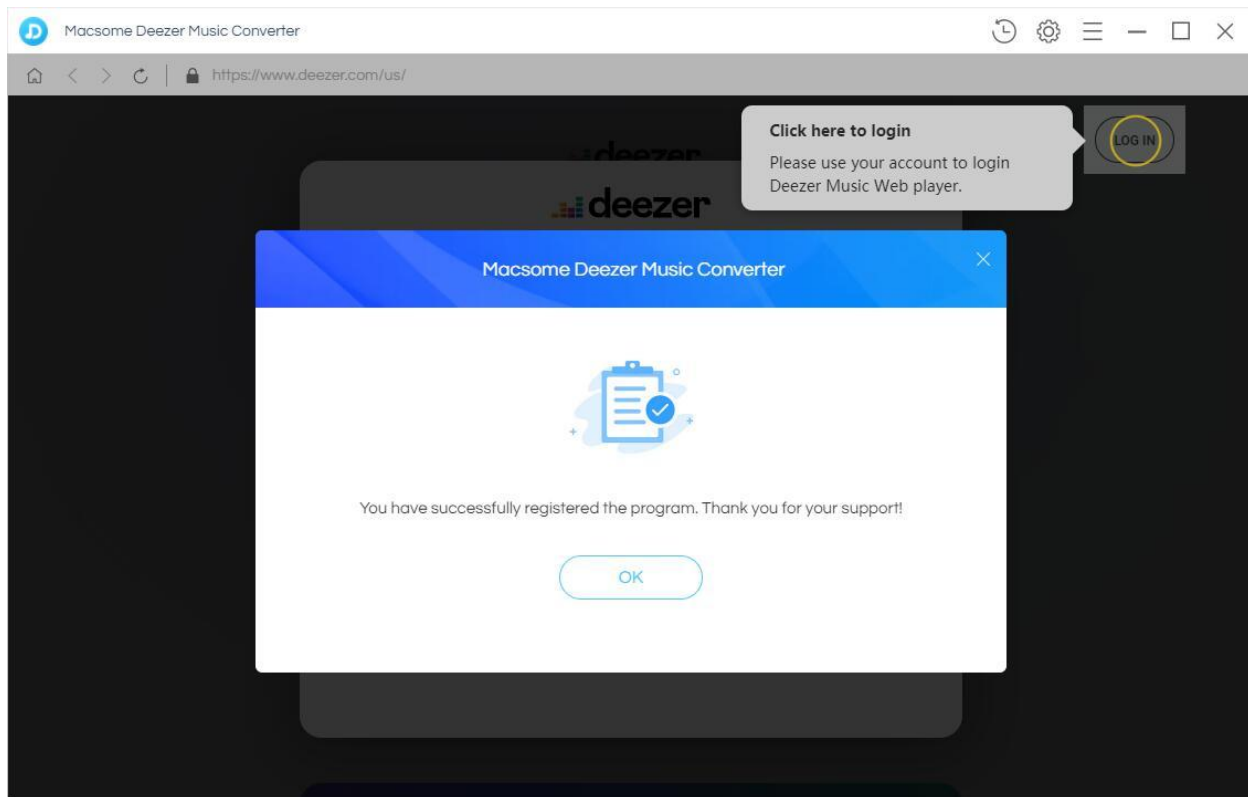 Macsome Deezer Music Converter
https://www.deezer.com/us/
Click here to login
Please use your account to login
Deezer Music Web player.
LOG IN
deezer
deezer
Macsome Deezer Music Converter
You have successfully registered the program. Thank you for your support!
OK